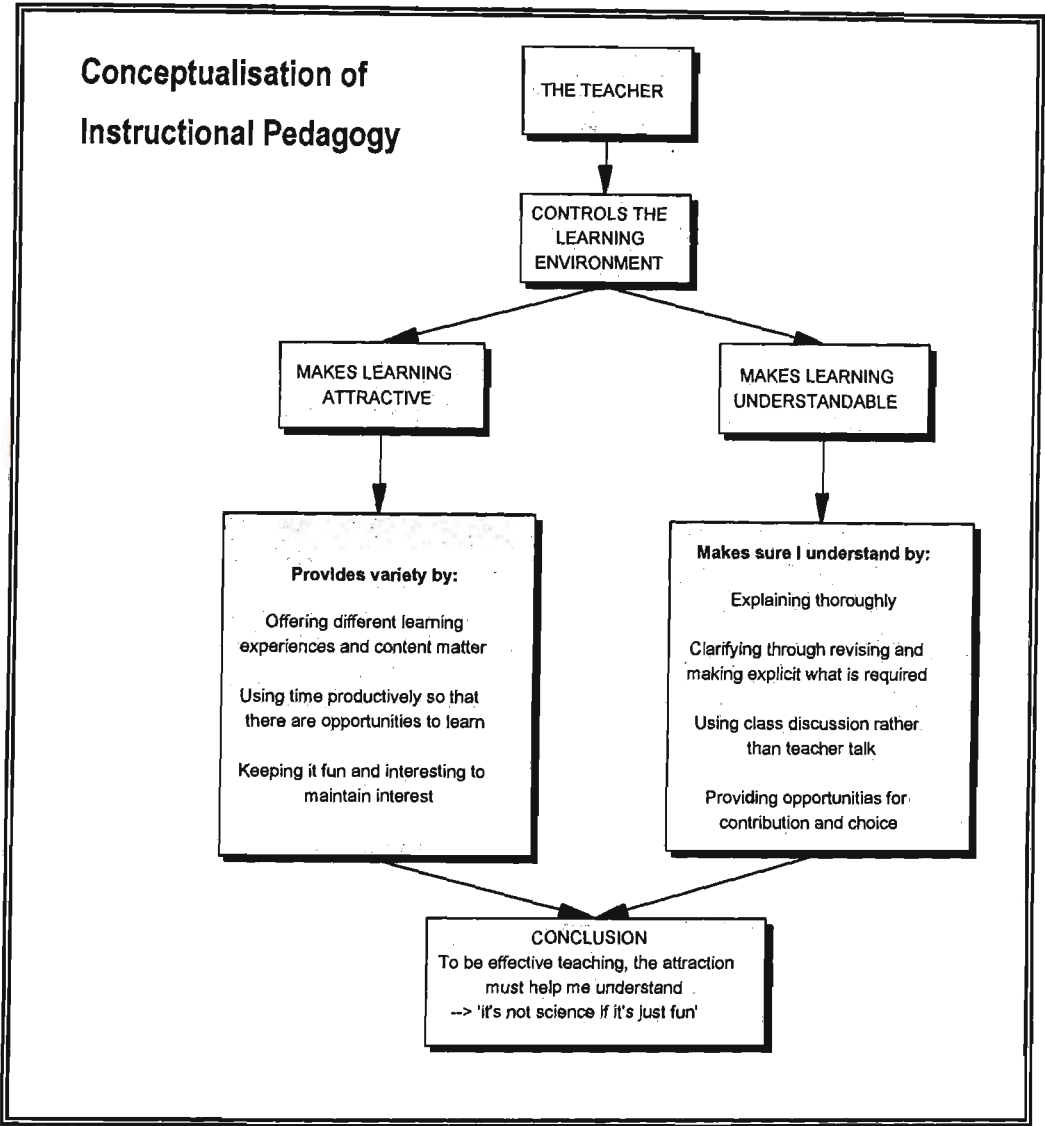 Conceptualisation of
Instructional Pedagogy
THE TEACHER
CONTROLS THE
LEARNING
ENVIRONMENT
MAKES LEARNING
ATTRACTIVE
MAKES LEARNING
UNDERSTANDABLE
Provides variety by:
Offering different learning
experiences and content matter
Using time productively so that
there are opportunities to learn
Keeping it fun and interesting to
maintain interest
Makes sure I understand by:
Explaining thoroughly
Clarifying through revising and
making explicit what is required
Using class discussion rather
than teacher talk
Providing opportunities for
contribution and choice
CONCLUSION
To be effective teaching, the attraction
must help me understand
--> 'it's not science if it's just fun'